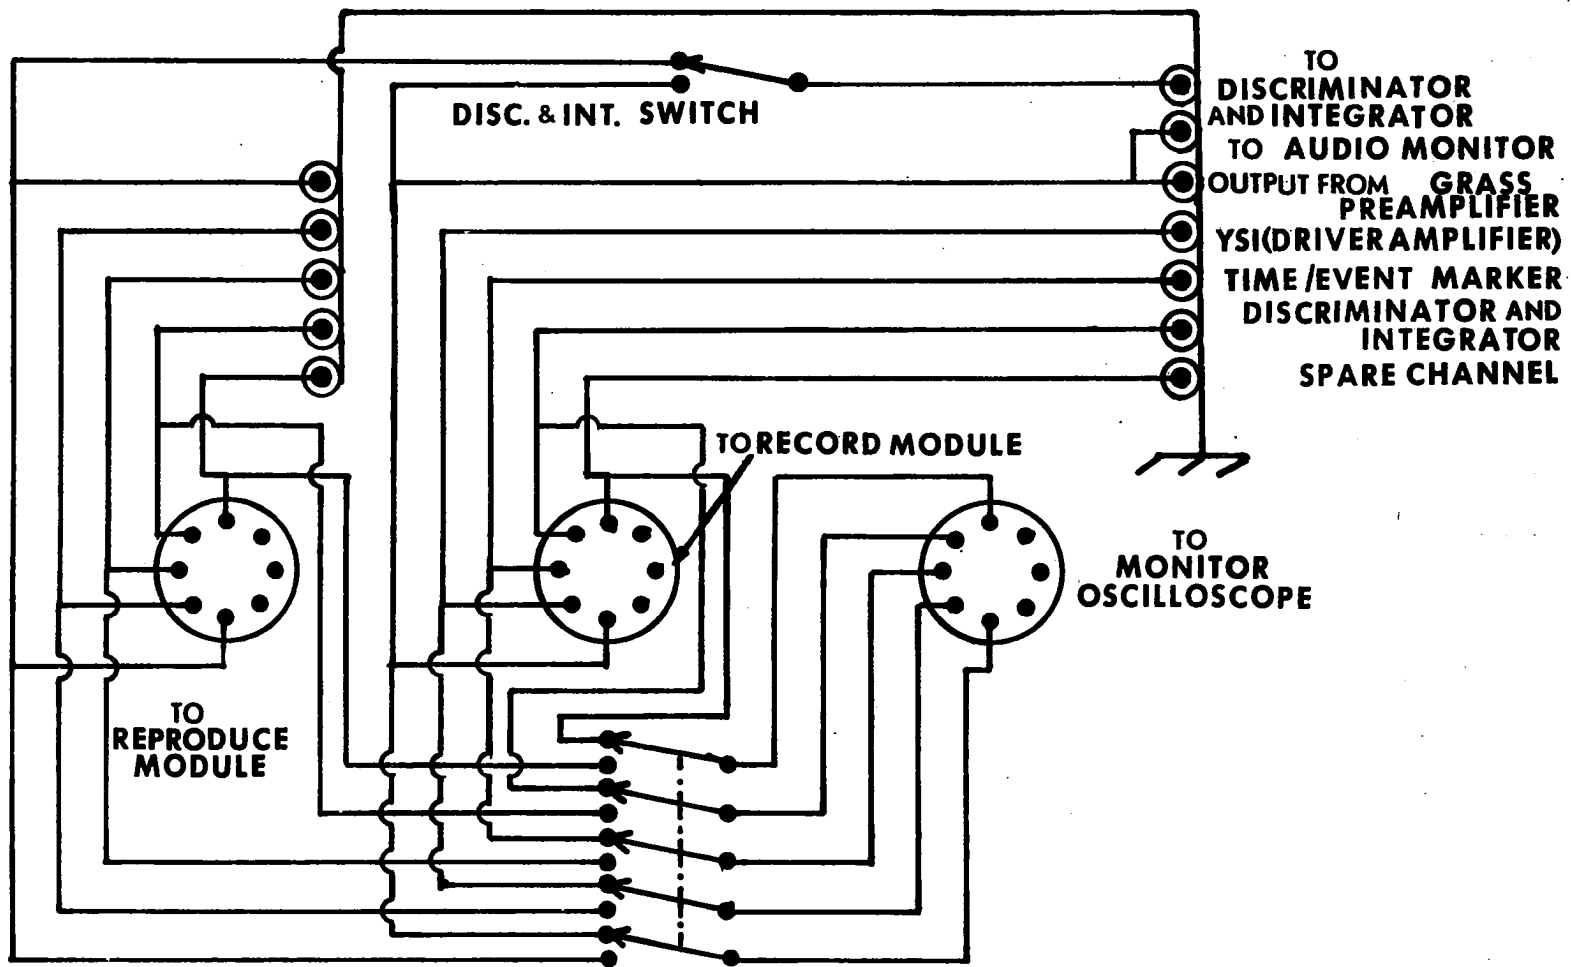 TO
DISCRIMINATOR
AND INTEGRATOR
DISC. & INT. SWITCH
TO AUDIO MONITOR
OUTPUT FROM GRASS
PREAMPLIFIER
YSI(DRIVER AMPLIFIER)
TIME/EVENT MARKER
DISCRIMINATOR AND
INTEGRATOR
SPARE CHANNEL
TO RECORD MODULE
TO
MONITOR
OSCILLOSCOPE
TO
REPRODUCE
MODULE